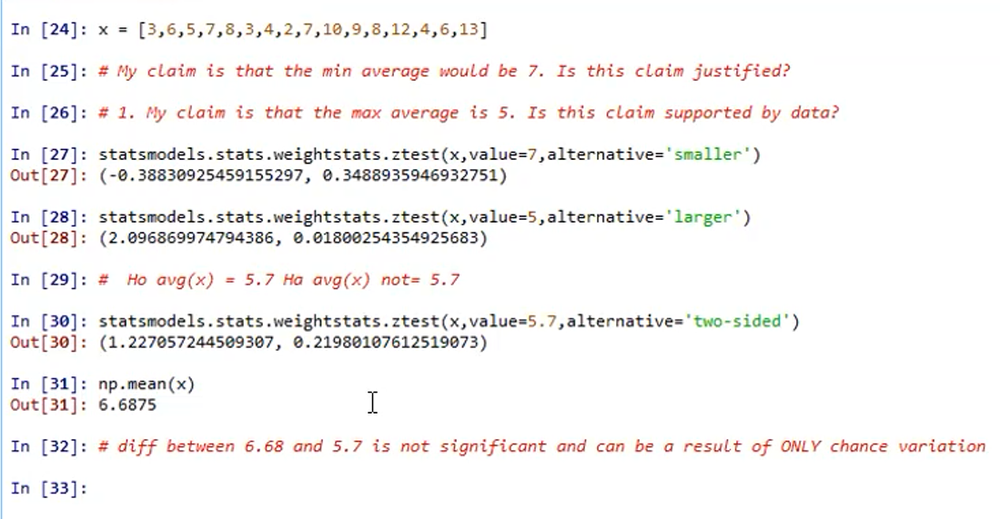 In [24]: x = [3,6,5,7,8,3,4,2,7,10,9,8,12,4,6,13]
In [25]: # My claim is that the min average would be 7. Is this claim justified?
In [26]: # 1. My claim is that the max average is 5. Is this claim supported by data?
In [27]: statsmodels.stats.weightstats.ztest(x,value=7,alternative='smaller')
Out[27]: (-0.38830925459155297, 0.3488935946932751)
In [28]: statsmodels.stats.weightstats.ztest(x,value=5,alternative='larger')
Out[28]: (2.096869974794386, 0.01800254354925683)
In [29]: #  Ho avg(x) = 5.7 Ha avg(x) not= 5.7
In [30]: statsmodels.stats.weightstats.ztest(x,value=5.7,alternative='two-sided')
Out[30]: (1.227057244509307, 0.21980107612519073)
In [31]: np.mean(x)
Out[31]: 6.6875
In [32]: # diff between 6.68 and 5.7 is not significant and can be a result of ONLY chance variation
In [33]: